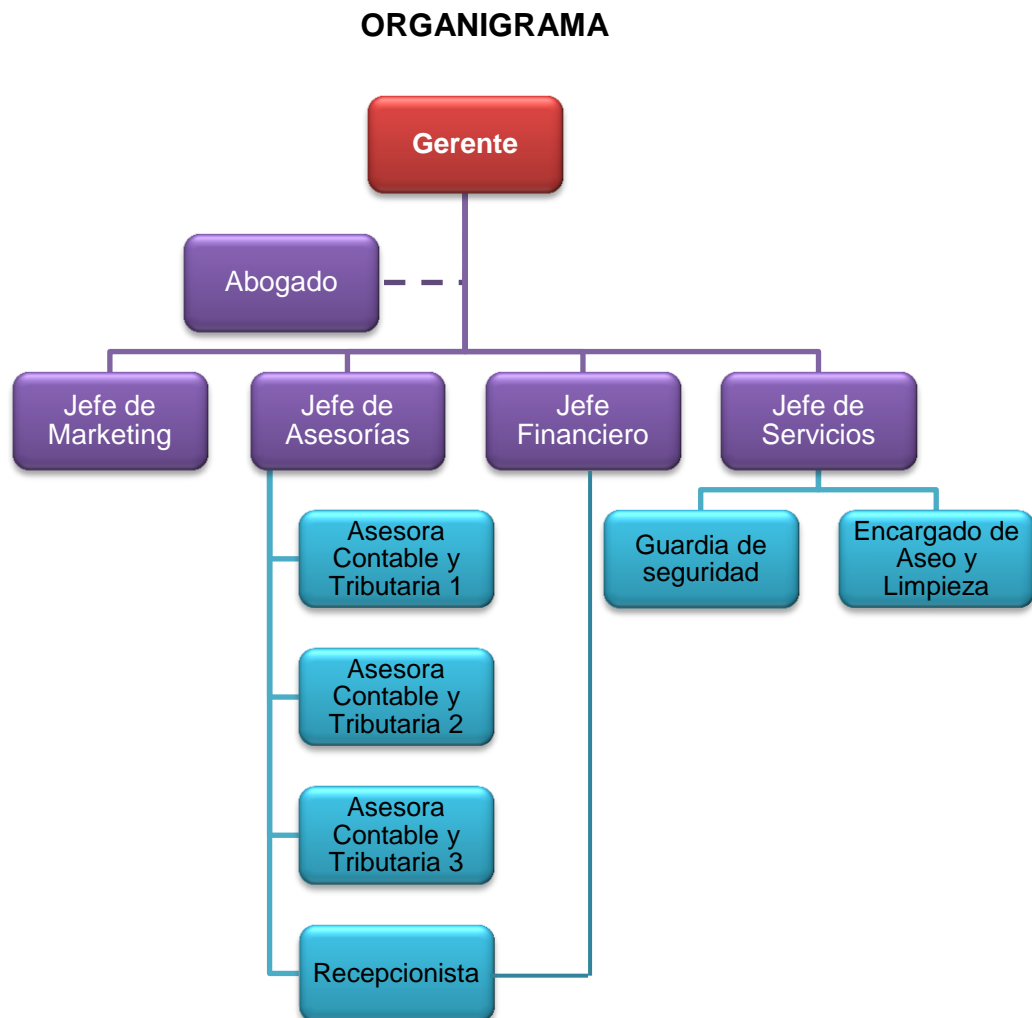 ORGANIGRAMA
Gerente
Abogado
Jefe de
Marketing
Jefe de
Asesorías
Jefe
Financiero
Jefe de
Servicios
Asesora
Contable y
Tributaria 1
Guardia de
seguridad
Encargado de
Aseo y
Limpieza
Asesora
Contable y
Tributaria 2
Asesora
Contable y
Tributaria 3
Recepcionista